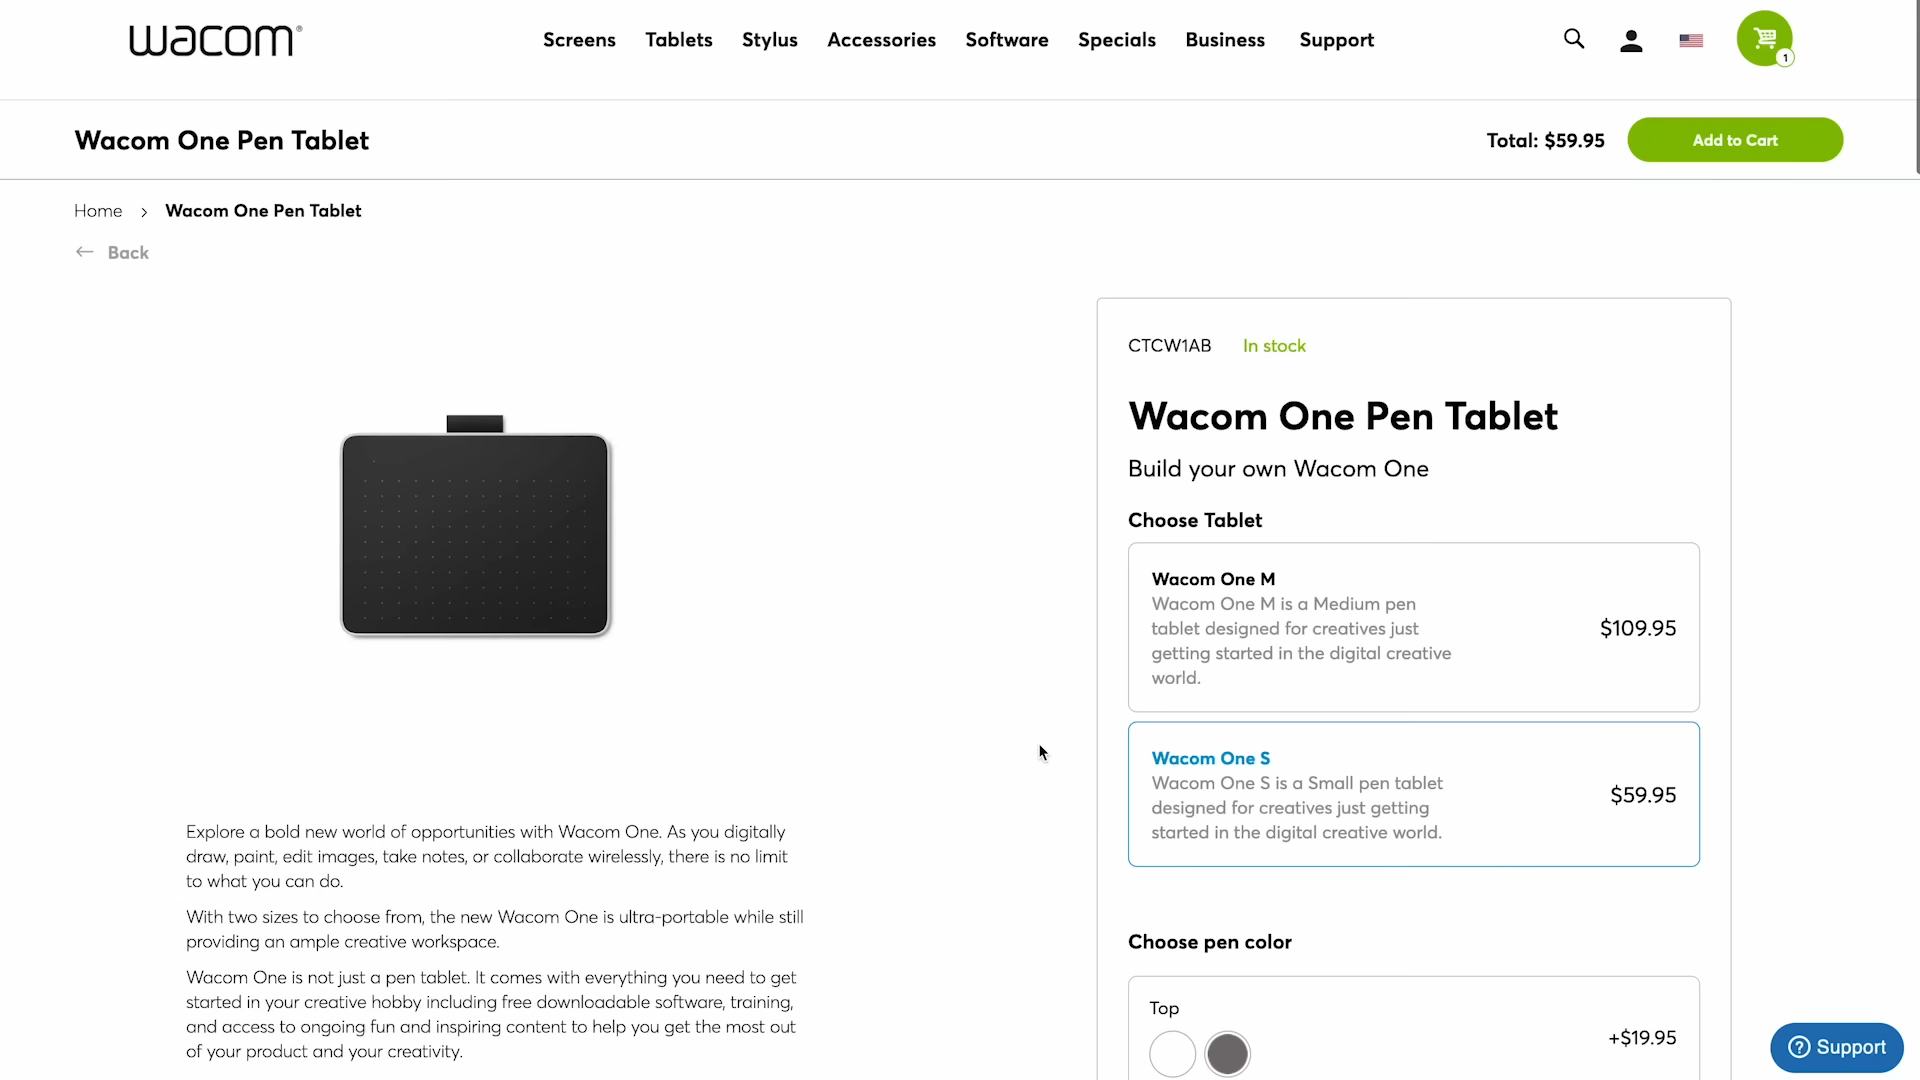 wacom®
Screens Tablets Stylus Accessories Software Specials Business Support
1
Wacom One Pen Tablet
Total: $59.95
Add to Cart
Home › Wacom One Pen Tablet
← Back
CTCW1AB In stock
Wacom One Pen Tablet
Build your own Wacom One
Choose Tablet
Wacom One M
Wacom One M is a Medium pen
tablet designed for creatives just
getting started in the digital creative
world.
$109.95
Wacom One S
Wacom One S is a Small pen tablet
designed for creatives just getting
started in the digital creative world.
$59.95
Explore a bold new world of opportunities with Wacom One. As you digitally
draw, paint, edit images, take notes, or collaborate wirelessly, there is no limit
to what you can do.
With two sizes to choose from, the new Wacom One is ultra-portable while still
providing an ample creative workspace.
Wacom One is not just a pen tablet. It comes with everything you need to get
started in your creative hobby including free downloadable software, training,
and access to ongoing fun and inspiring content to help you get the most out
of your product and your creativity.
Choose pen color
Top
+$19.95
? Support